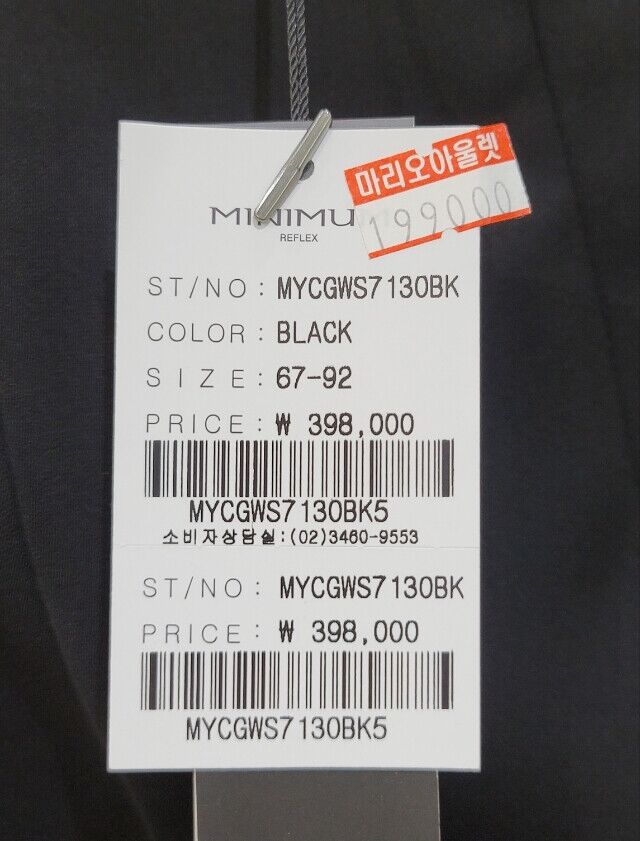 마리오아울렛
199000
MINIMU
REFLEX
ST/NO : MYCGWS7130BK
COLOR : BLACK
SIZE : 67-92
PRICE : ₩ 398,000
MYCGWS7130BK5
소비자상담실:(02)3460-9553
ST/NO : MYCGWS7130BK
PRICE : ₩ 398,000
MYCGWS7130BK5